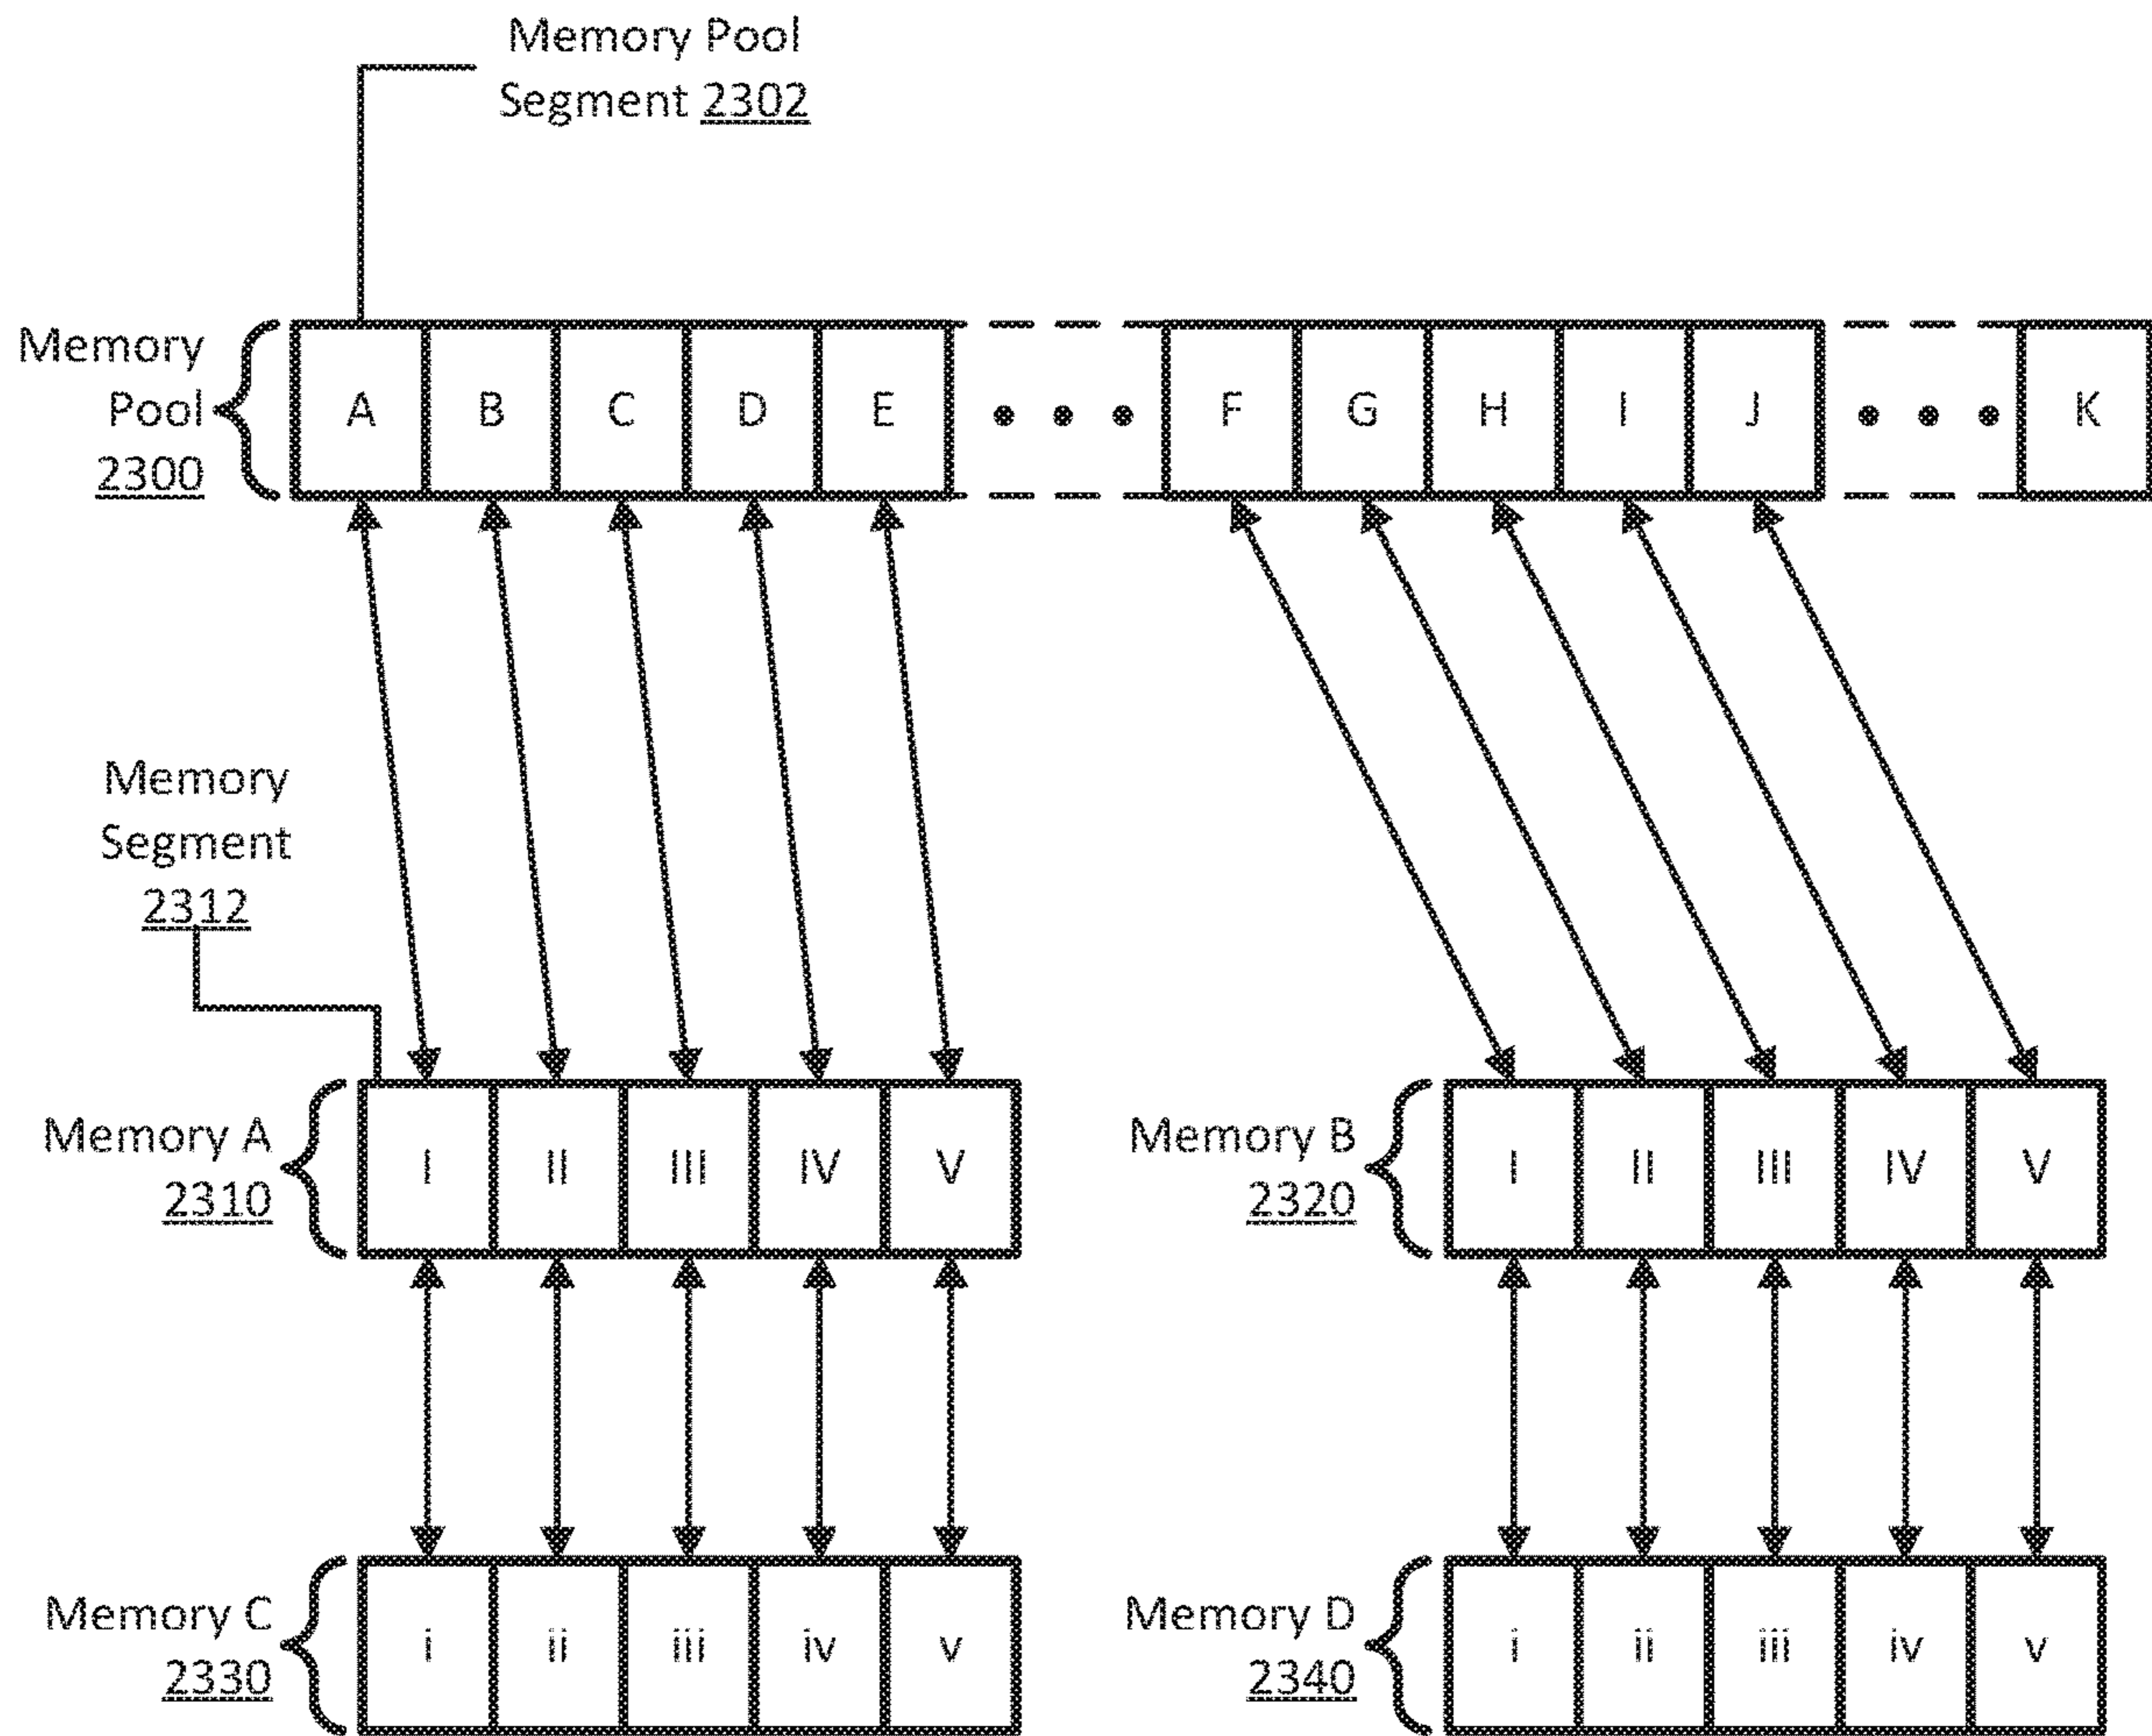 Memory Pool
Segment 2302
Memory
Pool
2300
A B C D E • • • F G H I J • • • K
Memory
Segment
2312
Memory A
2310
I II III IV V
Memory B
2320
I II III IV V
Memory C
2330
i ii iii iv v
Memory D
2340
i ii iii iv v